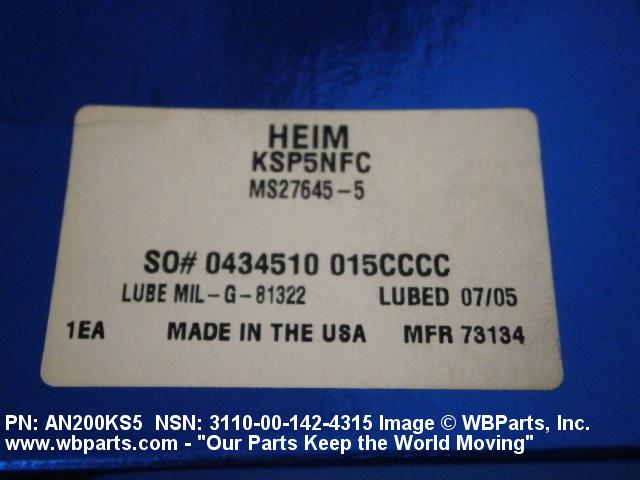 HEIM
KSP5NFC
MS27645-5
SO# 0434510 015CCCC
LUBE MIL-G-81322 LUBED 07/05
1EA MADE IN THE USA MFR 73134
PN: AN200KS5 NSN: 3110-00-142-4315 Image © WBParts, Inc.
www.wbparts.com - "Our Parts Keep the World Moving"